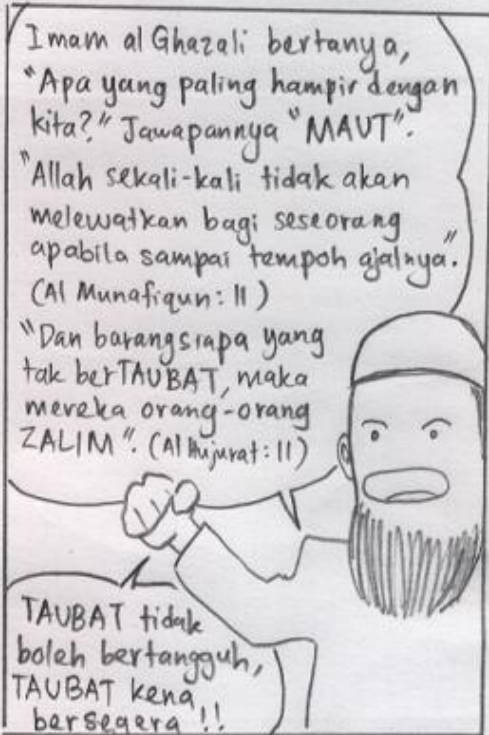 Imam al Ghazali bertanya,
"Apa yang paling hampir dengan
kita?" Jawapannya "MAUT".
"Allah sekali-kali tidak akan
melewatkan bagi seseorang
apabila sampai tempoh ajalnya."
(Al Munafiqun: 11)
"Dan barangsiapa yang
tak berTAUBAT, maka
mereka orang-orang
ZALIM". (Al Hujurat: 11)
TAUBAT tidak
boleh bertangguh,
TAUBAT kena
bersegera!!